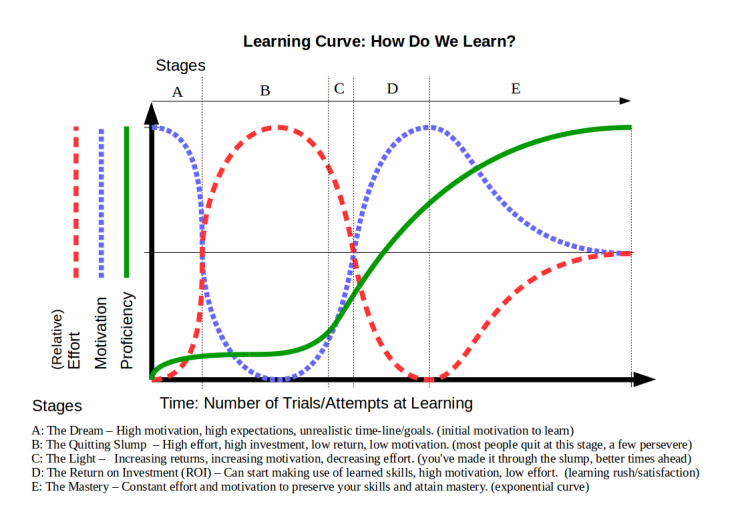 Learning Curve: How Do We Learn?
Stages
A
B
C
D
E
(Relative)
Effort
Motivation
Proficiency
Time: Number of Trials/Attempts at Learning
Stages
A: The Dream – High motivation, high expectations, unrealistic time-line/goals. (initial motivation to learn)
B: The Quitting Slump  – High effort, high investment, low return, low motivation. (most people quit at this stage, a few persevere)
C: The Light –   Increasing returns, increasing motivation, decreasing effort. (you've made it through the slump, better times ahead)
D: The Return on Investment (ROI) – Can start making use of learned skills, high motivation, low effort.  (learning rush/satisfaction)
E: The Mastery – Constant effort and motivation to preserve your skills and attain mastery. (exponential curve)